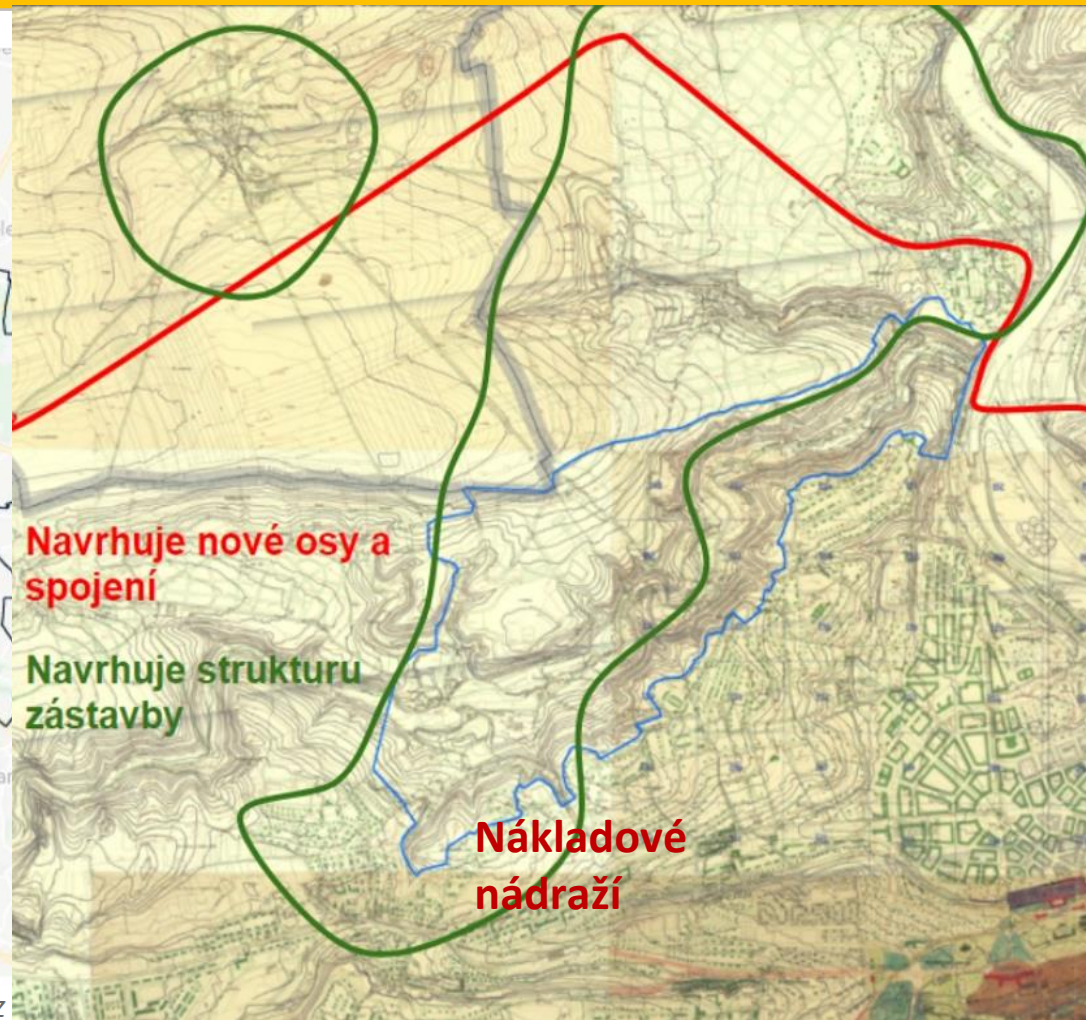 Navrhuje nové osy a
spojení
Navrhuje strukturu
zástavby
Nákladové
nádraží